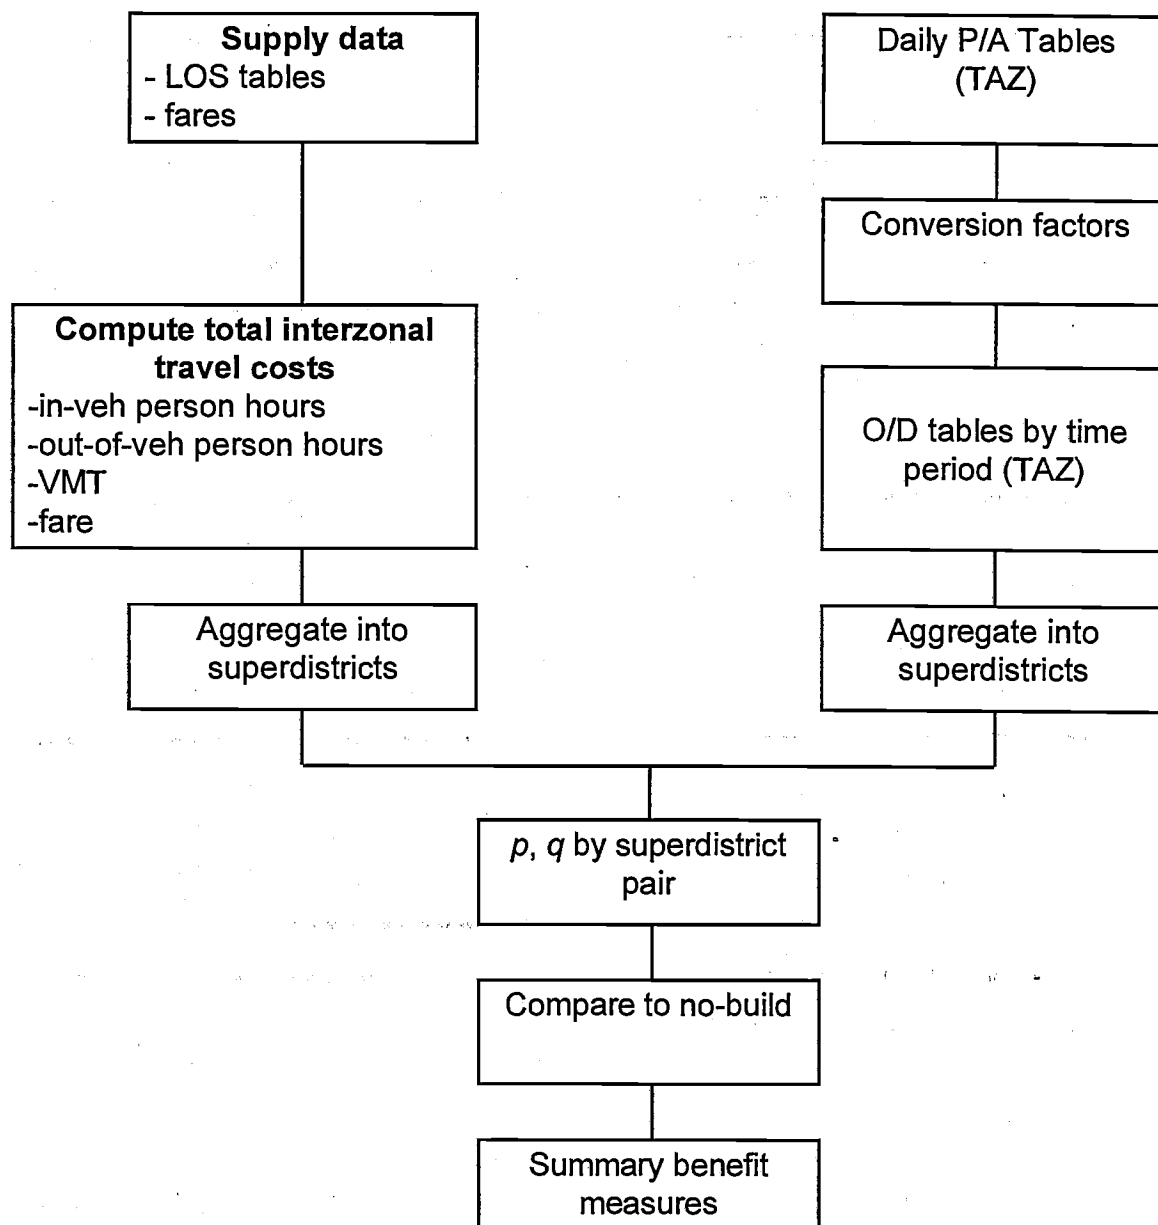 Supply data
- LOS tables
- fares
Daily P/A Tables
(TAZ)
Conversion factors
Compute total interzonal
travel costs
-in-veh person hours
-out-of-veh person hours
-VMT
-fare
O/D tables by time
period (TAZ)
Aggregate into
superdistricts
Aggregate into
superdistricts
p, q by superdistrict
pair
Compare to no-build
Summary benefit
measures